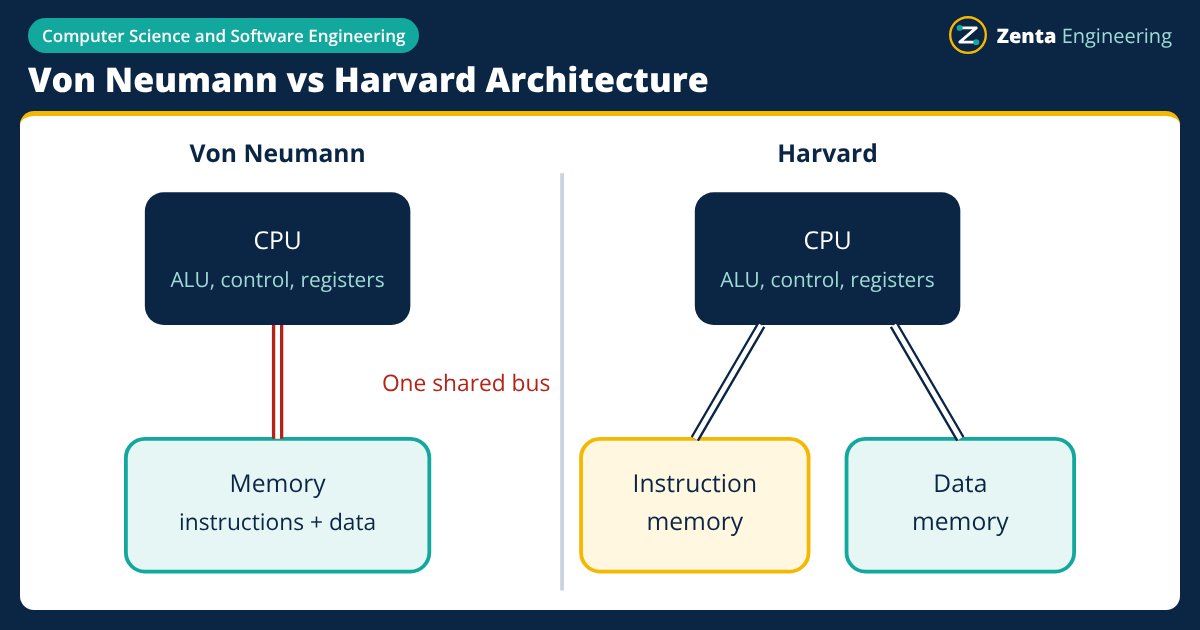 Computer Science and Software Engineering
Zenta Engineering
Von Neumann vs Harvard Architecture
Von Neumann
CPU
ALU, control, registers
One shared bus
Memory
instructions + data
Harvard
CPU
ALU, control, registers
Instruction
memory
Data
memory